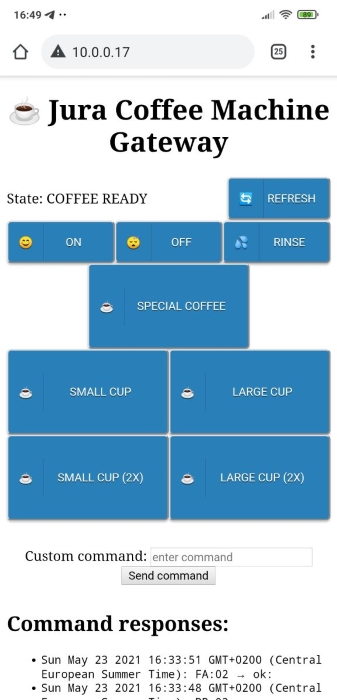 16:49
89
10.0.0.17
25
Jura Coffee Machine
Gateway
State: COFFEE READY
REFRESH
ON
OFF
RINSE
SPECIAL COFFEE
SMALL CUP
LARGE CUP
SMALL CUP (2X)
LARGE CUP (2X)
Custom command: enter command
Send command
Command responses:
• Sun May 23 2021 16:33:51 GMT+0200 (Central
European Summer Time): FA:02 → ok:
• Sun May 23 2021 16:33:48 GMT+0200 (Central